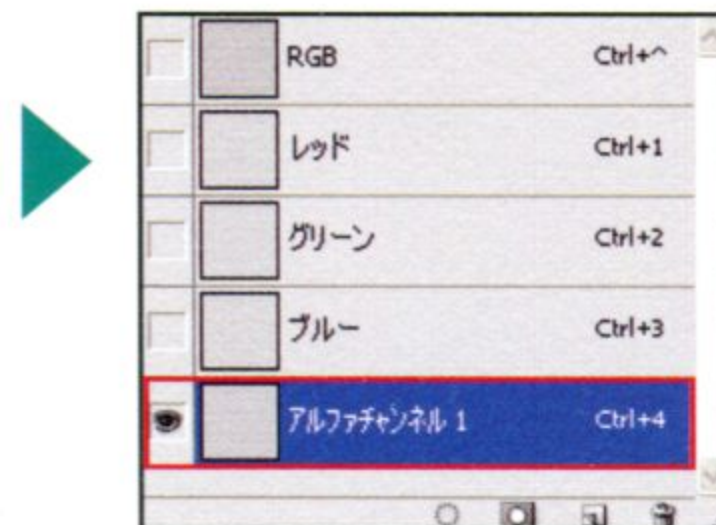 RGB Ctrl+^
レッド Ctrl+1
グリーン Ctrl+2
ブルー Ctrl+3
アルファチャンネル 1 Ctrl+4